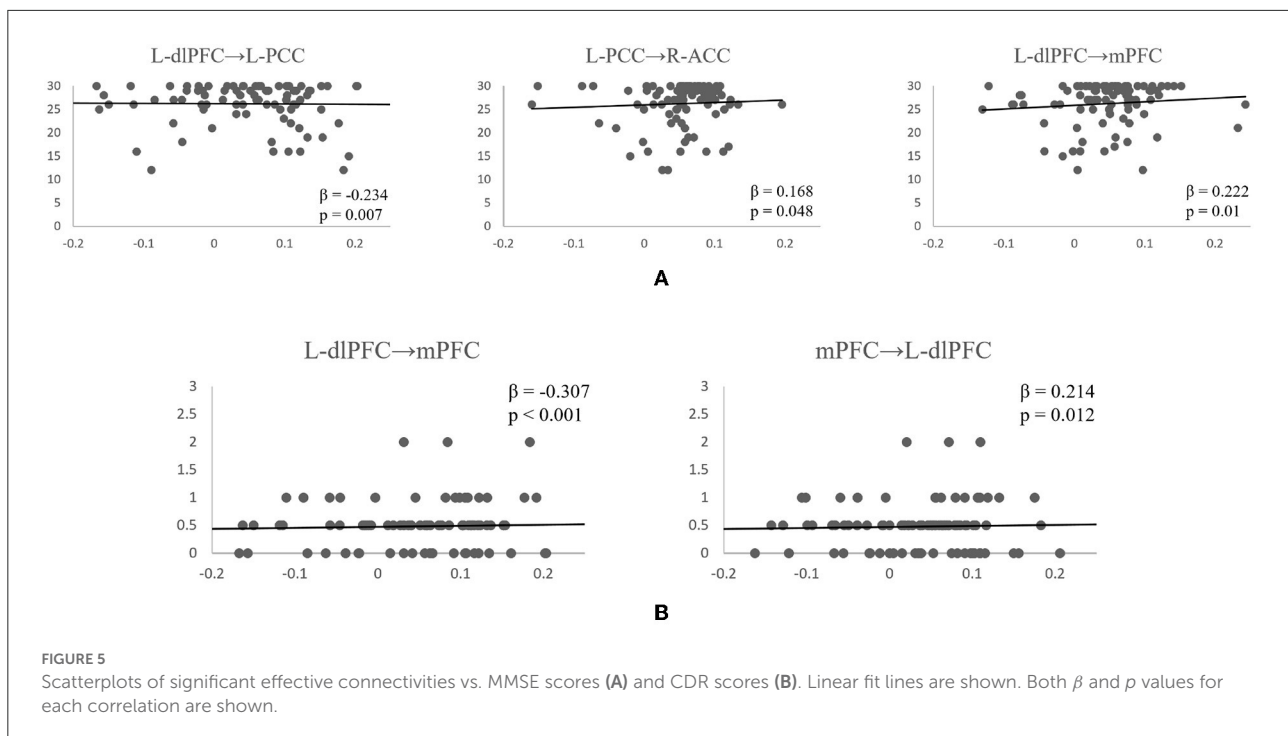 L-dlPFC→L-PCC
30
25
20
15
10
5
0
-0.2 -0.1 0 0.1 0.2
β = -0.234
p = 0.007
L-PCC→R-ACC
30
25
20
15
10
5
0
-0.2 -0.1 0 0.1 0.2
β = 0.168
p = 0.048
L-dlPFC→mPFC
30
25
20
15
10
5
0
-0.2 -0.1 0 0.1 0.2
β = 0.222
p = 0.01
A
L-dlPFC→mPFC
3
2.5
2
1.5
1
0.5
0
-0.2 -0.1 0 0.1 0.2
β = -0.307
p < 0.001
mPFC→L-dlPFC
3
2.5
2
1.5
1
0.5
0
-0.2 -0.1 0 0.1 0.2
β = 0.214
p = 0.012
B
FIGURE 5
Scatterplots of significant effective connectivities vs. MMSE scores (A) and CDR scores (B). Linear fit lines are shown. Both β and p values for
each correlation are shown.